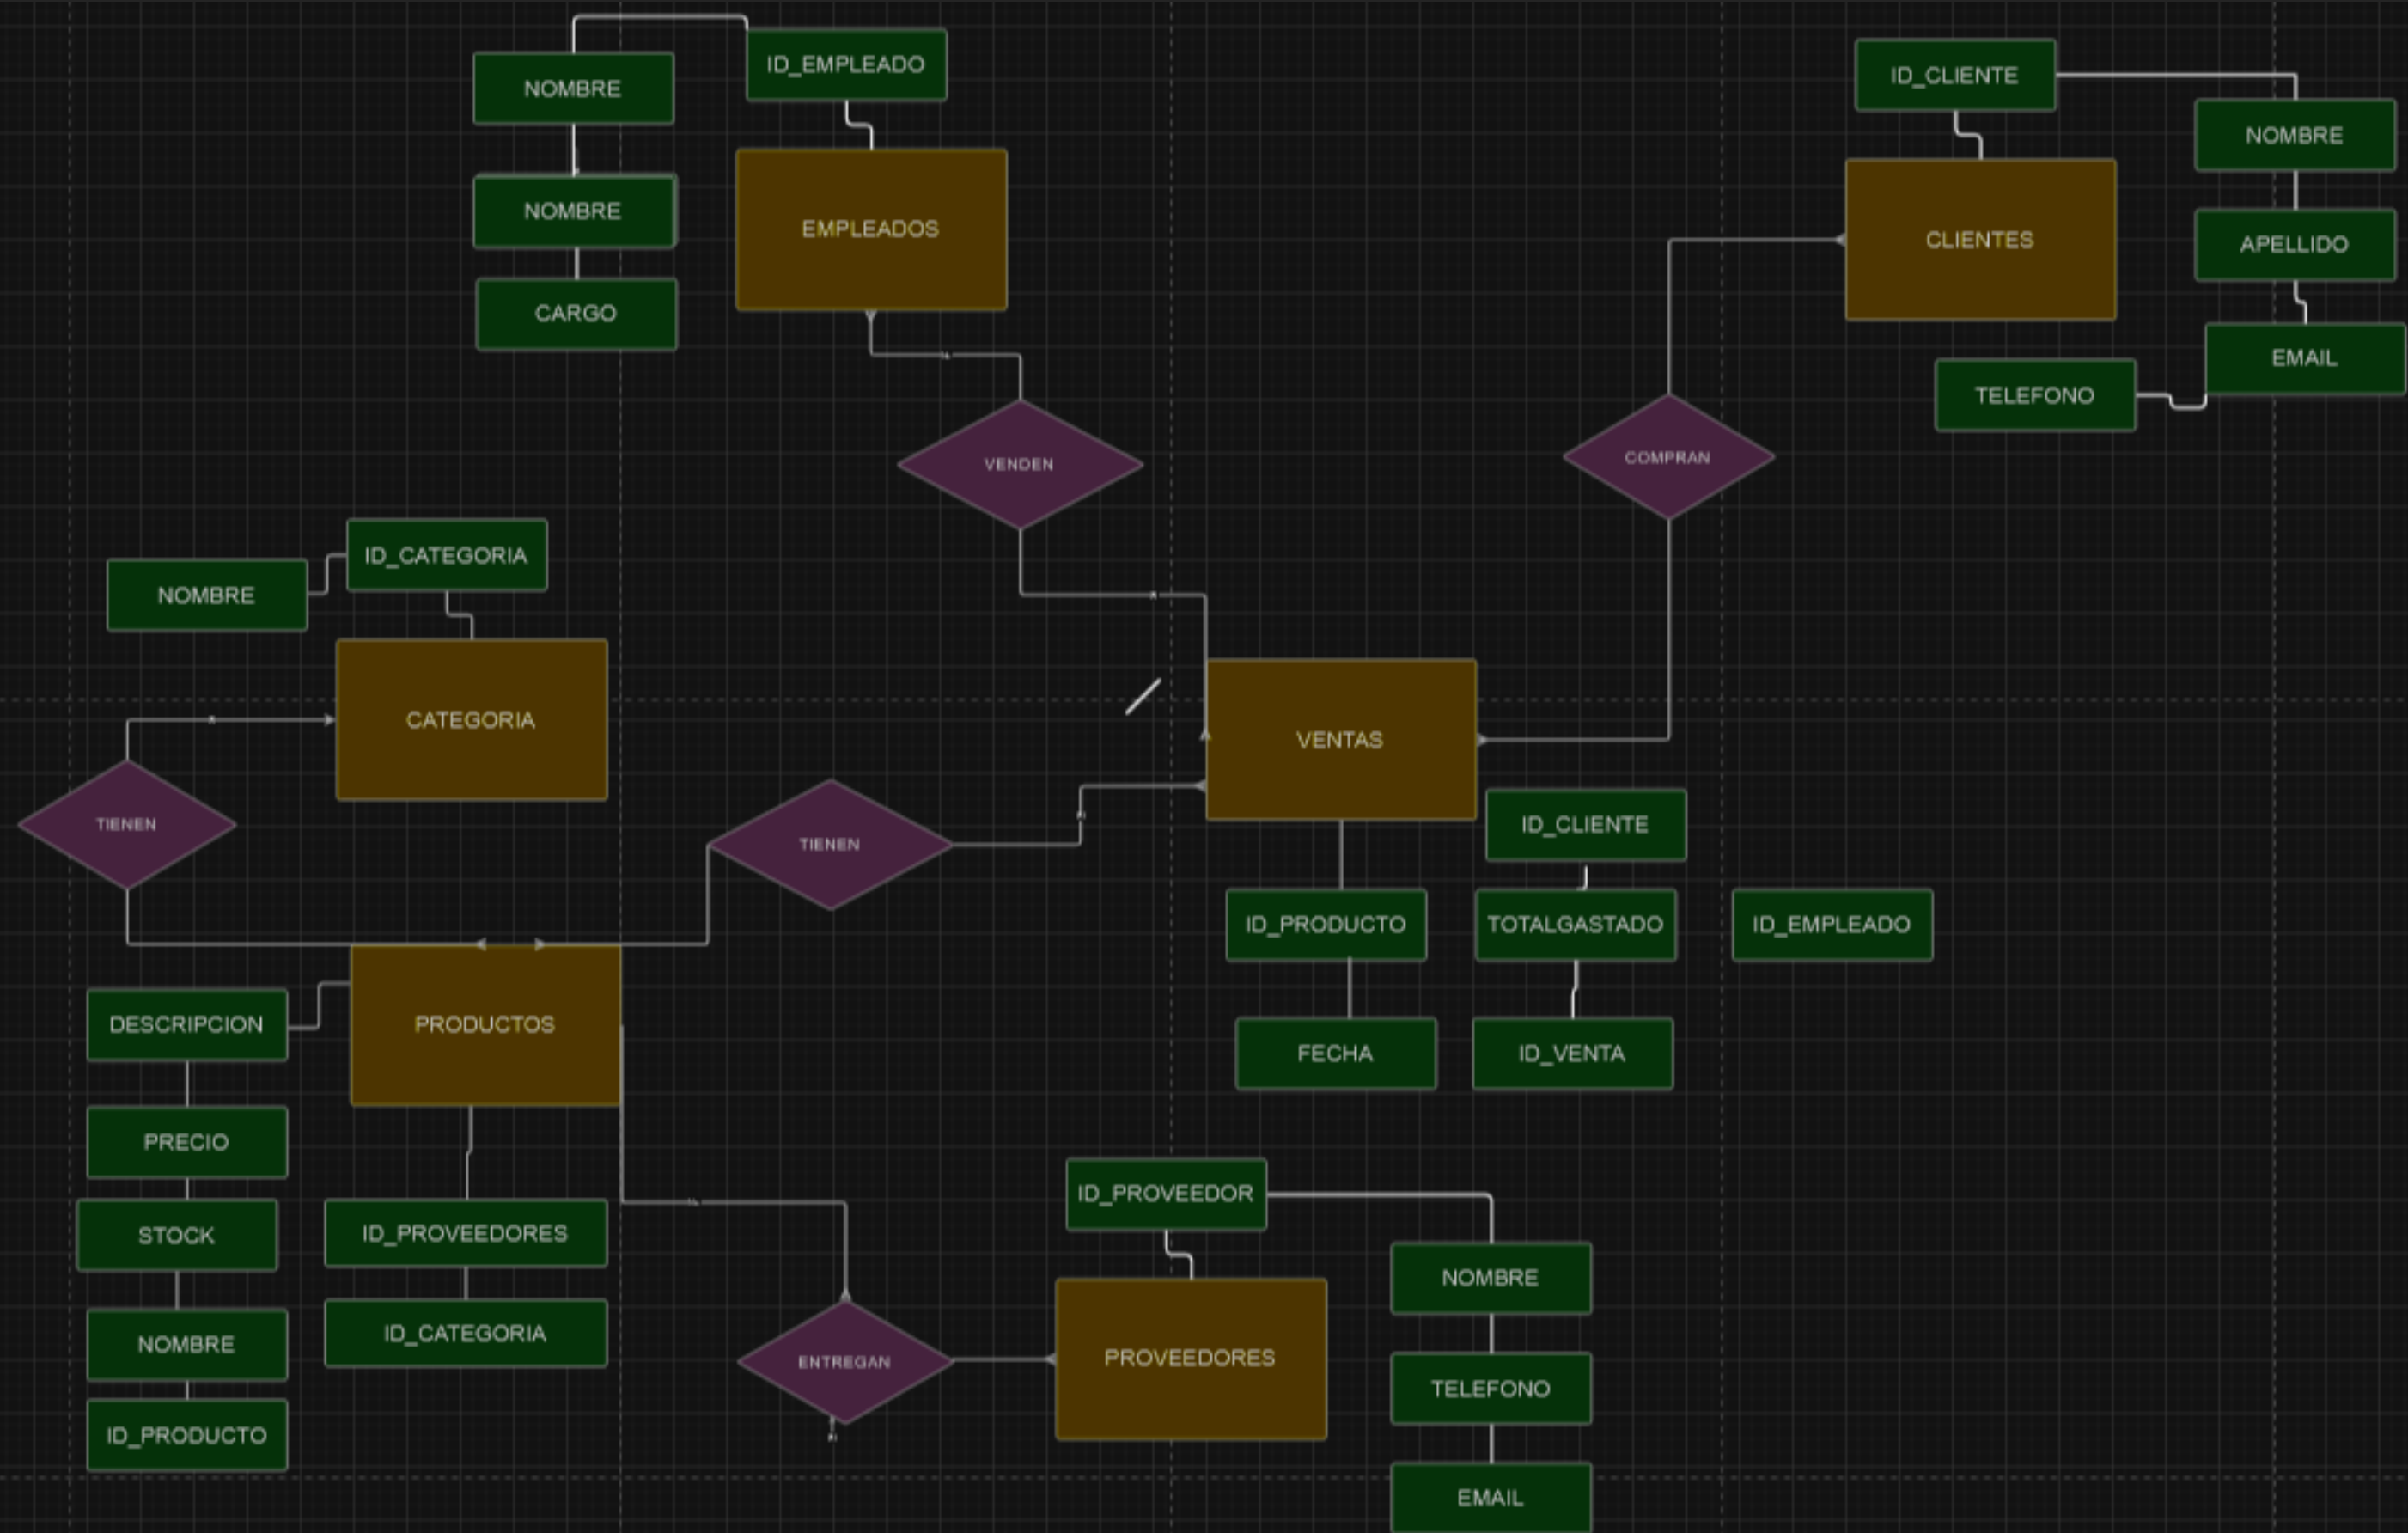 ID_EMPLEADO
NOMBRE
NOMBRE
CARGO
EMPLEADOS
ID_CLIENTE
NOMBRE
CLIENTES
APELLIDO
EMAIL
TELEFONO
VENDEN
COMPRAN
ID_CATEGORIA
NOMBRE
CATEGORIA
TIENEN
VENTAS
TIENEN
ID_CLIENTE
ID_PRODUCTO
TOTALGASTADO
ID_EMPLEADO
FECHA
ID_VENTA
PRODUCTOS
DESCRIPCION
PRECIO
STOCK
NOMBRE
ID_PRODUCTO
ID_PROVEEDORES
ID_CATEGORIA
ENTREGAN
ID_PROVEEDOR
PROVEEDORES
NOMBRE
TELEFONO
EMAIL